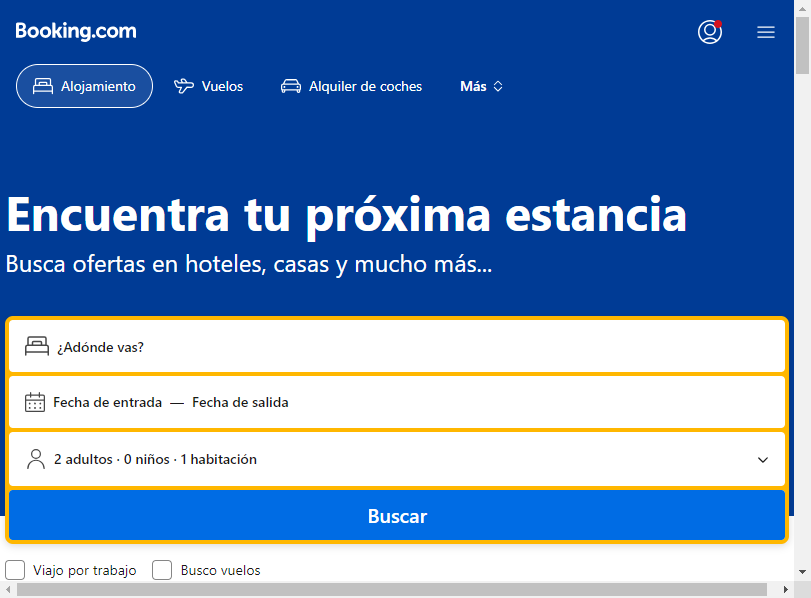 Booking.com
Alojamiento
Vuelos
Alquiler de coches
Más
Encuentra tu próxima estancia
Busca ofertas en hoteles, casas y mucho más...
¿Adónde vas?
Fecha de entrada — Fecha de salida
2 adultos · 0 niños · 1 habitación
Buscar
Viajo por trabajo
Busco vuelos